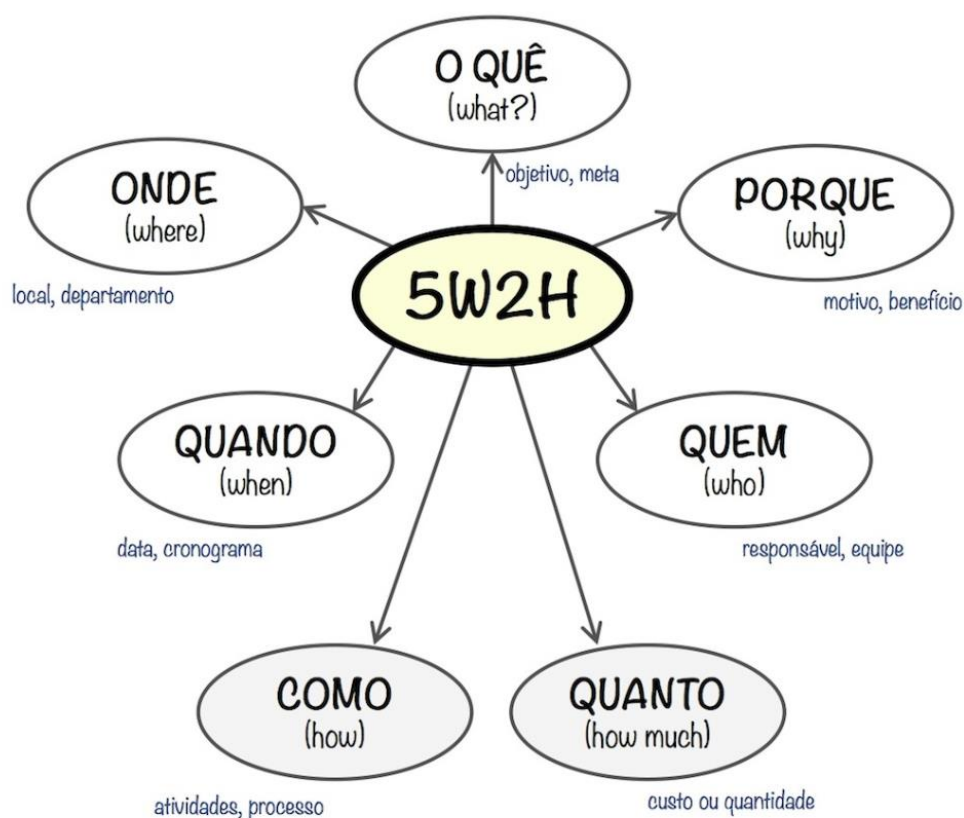 O QUÊ
(what?)
objetivo, meta
ONDE
(where)
local, departamento
PORQUE
(why)
motivo, benefício
5W2H
QUANDO
(when)
data, cronograma
QUEM
(who)
responsável, equipe
COMO
(how)
atividades, processo
QUANTO
(how much)
custo ou quantidade